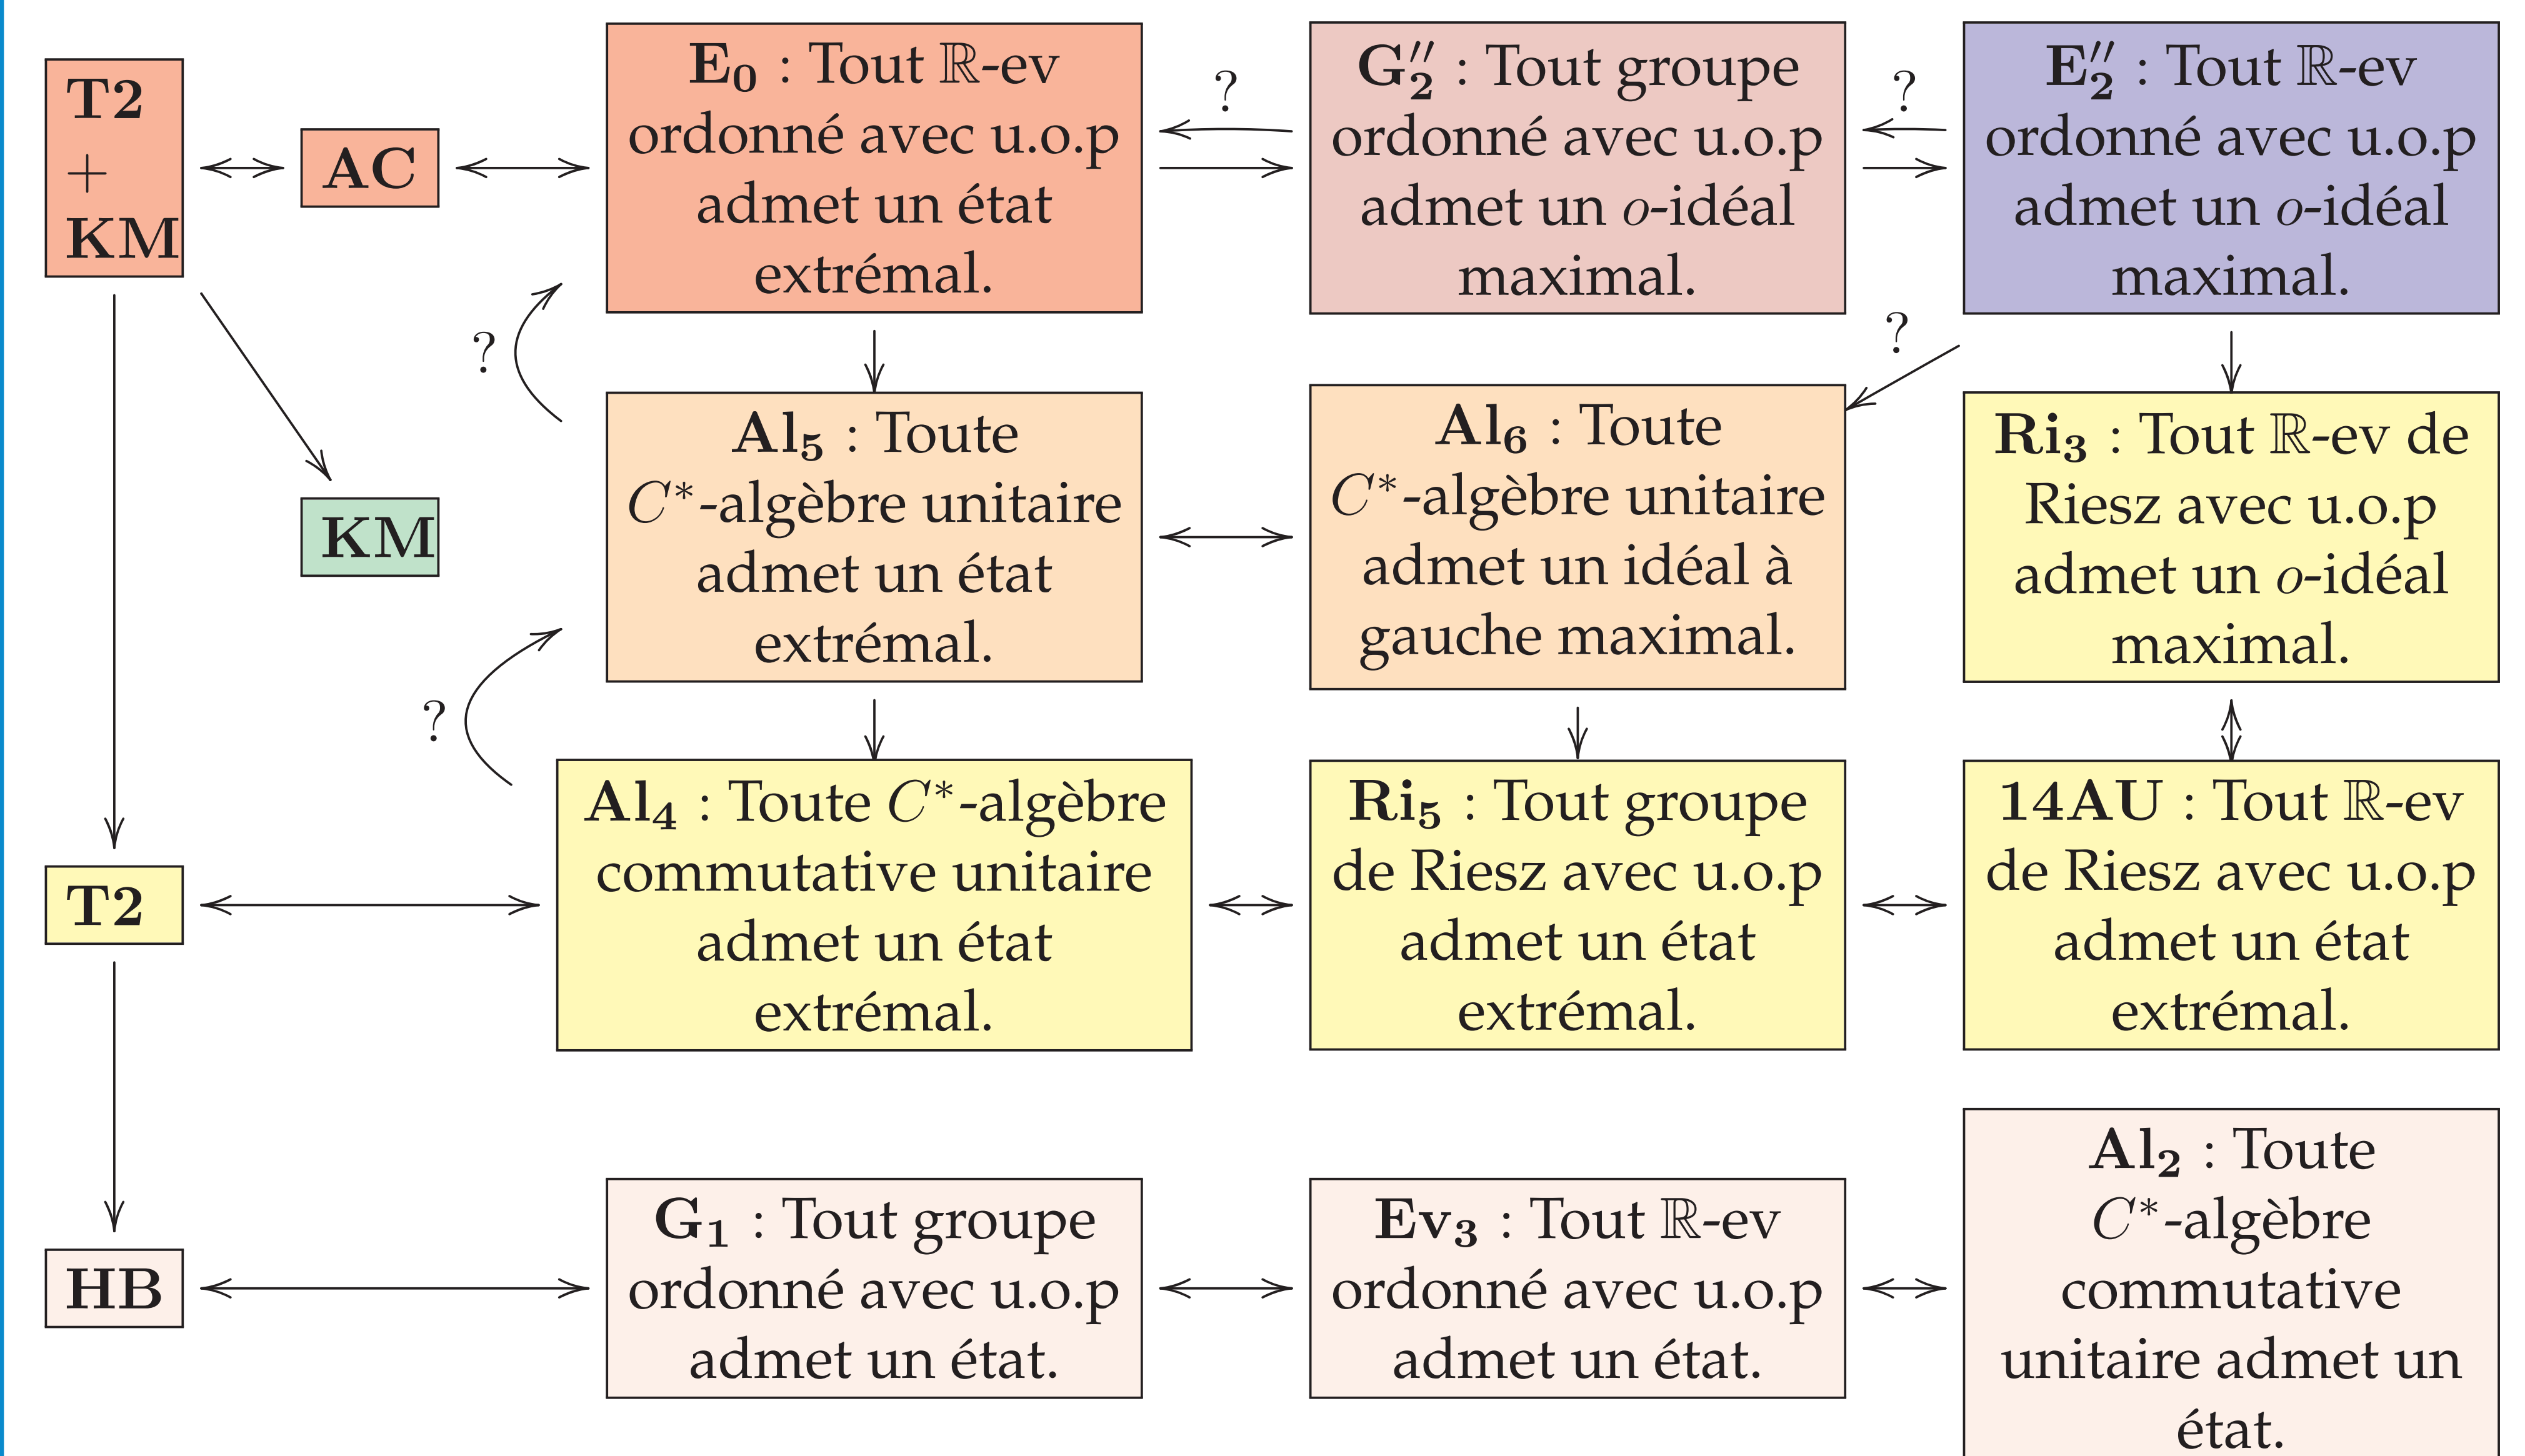 T2
+
KM
AC
E₀ : Tout ℝ-ev
ordonné avec u.o.p
admet un état
extrémal.
?
G₂″ : Tout groupe
ordonné avec u.o.p
admet un o-idéal
maximal.
?
E₂″ : Tout ℝ-ev
ordonné avec u.o.p
admet un o-idéal
maximal.
?
?
KM
Al₅ : Toute
C*-algèbre unitaire
admet un état
extrémal.
Al₆ : Toute
C*-algèbre unitaire
admet un idéal à
gauche maximal.
Ri₃ : Tout ℝ-ev de
Riesz avec u.o.p
admet un o-idéal
maximal.
?
T2
Al₄ : Toute C*-algèbre
commutative unitaire
admet un état
extrémal.
Ri₅ : Tout groupe
de Riesz avec u.o.p
admet un état
extrémal.
14AU : Tout ℝ-ev
de Riesz avec u.o.p
admet un état
extrémal.
HB
G₁ : Tout groupe
ordonné avec u.o.p
admet un état.
Ev₃ : Tout ℝ-ev
ordonné avec u.o.p
admet un état.
Al₂ : Toute
C*-algèbre
commutative
unitaire admet un
état.